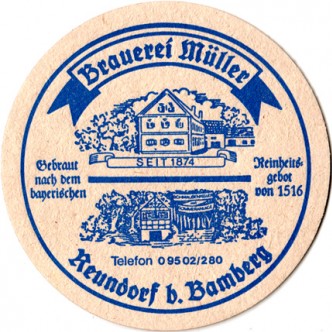 Brauerei Müller
SEIT 1874
Gebraut
nach dem
bayerischen
Reinheits-
gebot
von 1516
Telefon 09502/280
Reundorf b. Bamberg